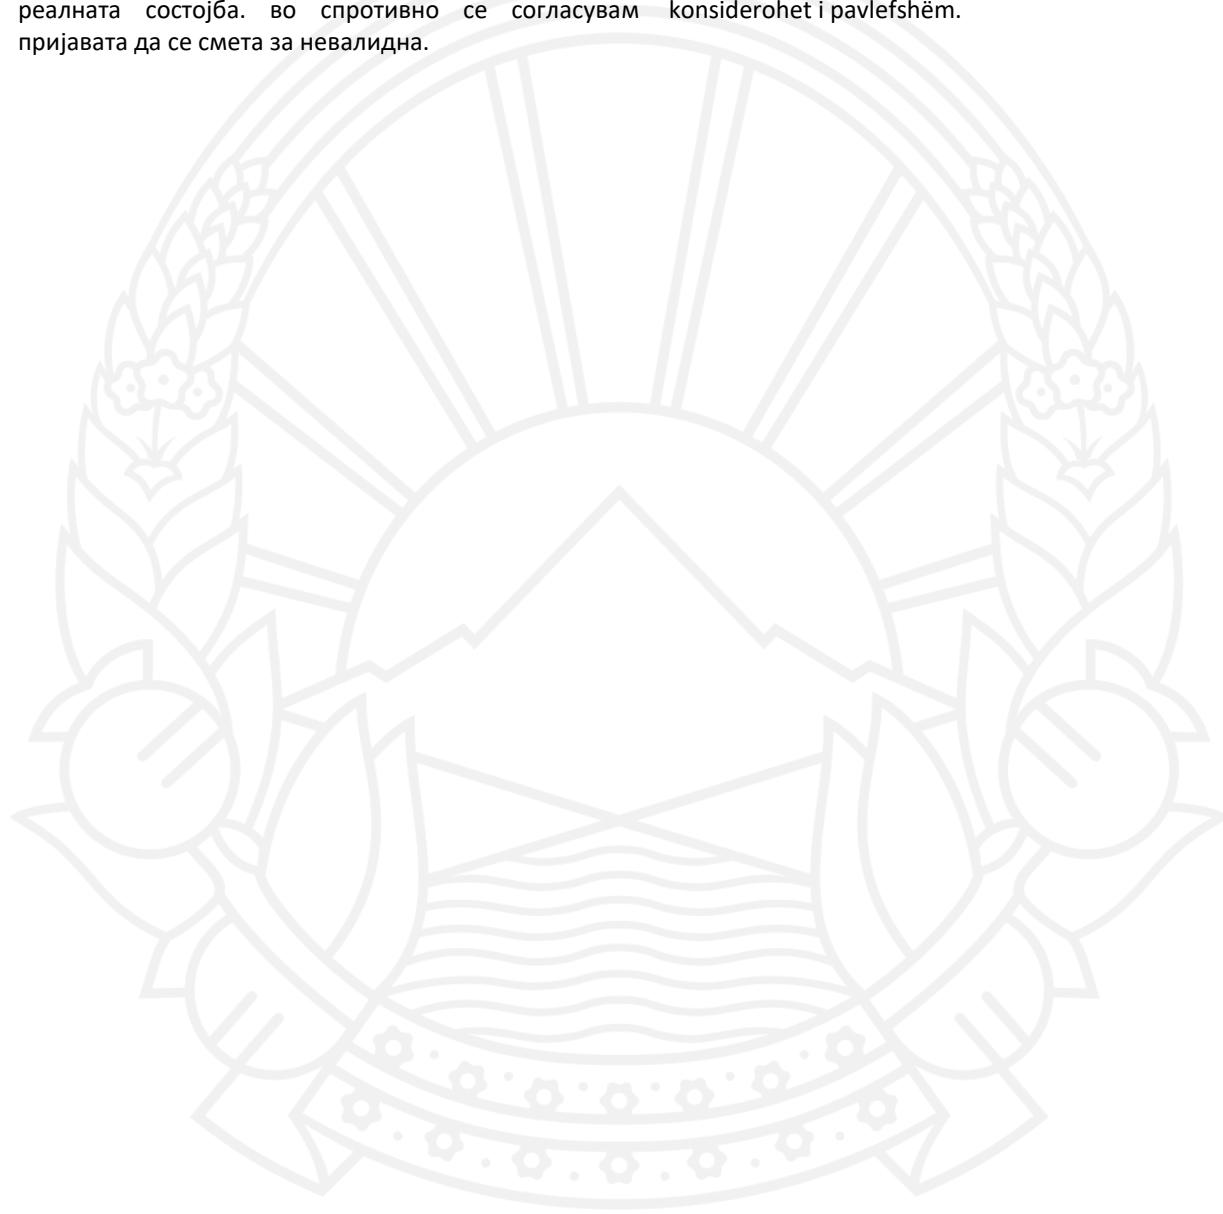 реалната состојба. во спротивно се согласувам
пријавата да се смета за невалидна.
konsiderohet i pavlefshëm.